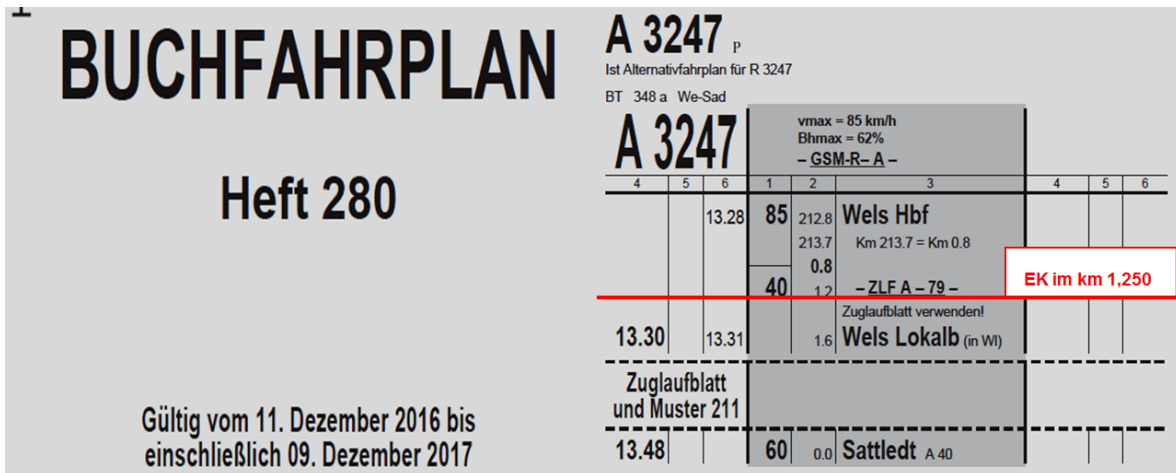 BUCHFAHRPLAN
Heft 280
Gültig vom 11. Dezember 2016 bis
einschließlich 09. Dezember 2017
A 3247 P
Ist Alternativfahrplan für R 3247
BT 348 a We-Sad
A 3247
vmax = 85 km/h
Bhmax = 62%
– GSM-R– A –
4 5 6 1 2 3 4 5 6
13.28 85 212.8 Wels Hbf
213.7 Km 213.7 = Km 0.8
0.8
EK im km 1,250
40 1.2 – ZLF A – 79 –
Zuglaufblatt verwenden!
13.30 13.31 1.6 Wels Lokalb (in Wl)
Zuglaufblatt
und Muster 211
13.48 60 0.0 Sattledt A 40